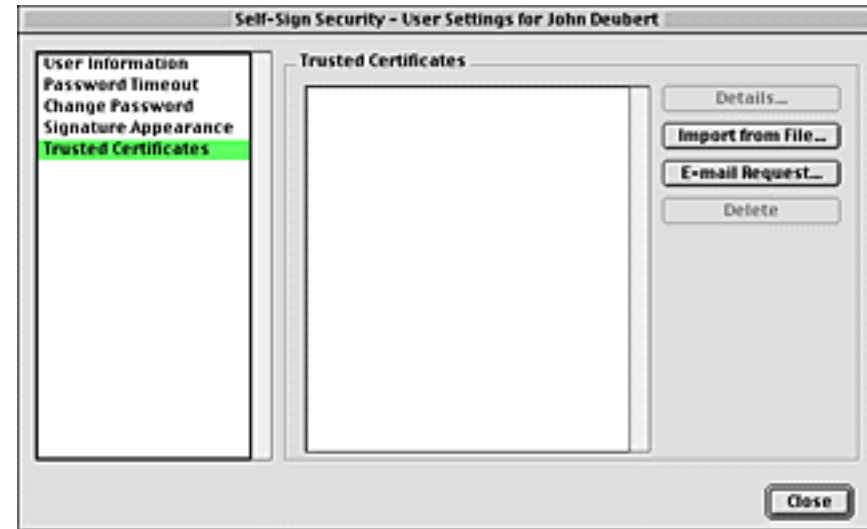 Self-Sign Security - User Settings for John Deubert
User Information
Password Timeout
Change Password
Signature Appearance
Trusted Certificates
Trusted Certificates
Details...
Import from File...
E-mail Request...
Delete
Close